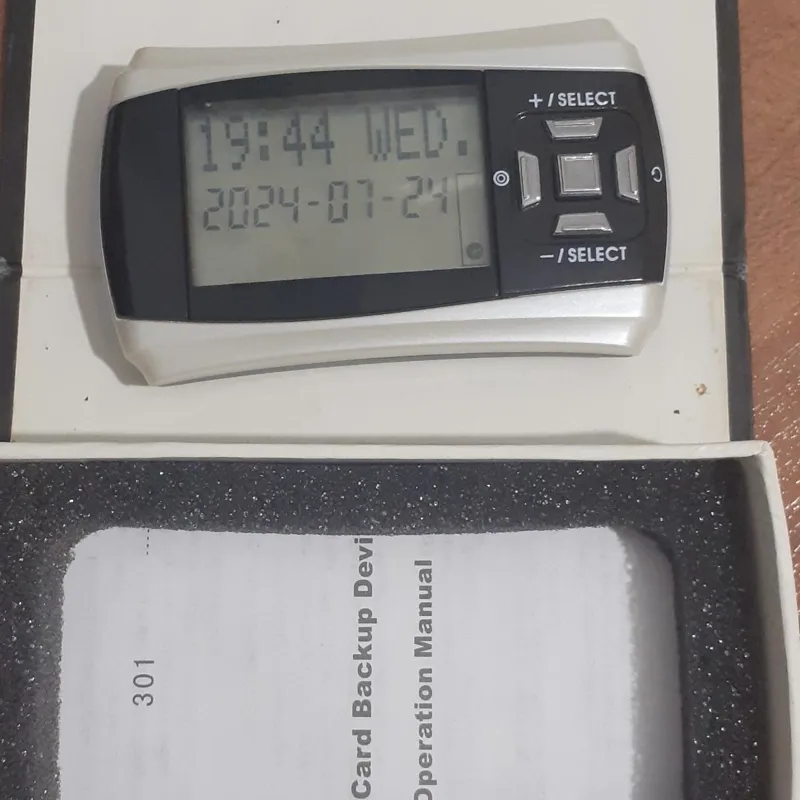 +/SELECT
19:44 WED.
2024-07-24
−/SELECT
Card Backup Devi
Operation Manual
301